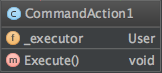 c CommandAction1
f _executor User
m Execute() void